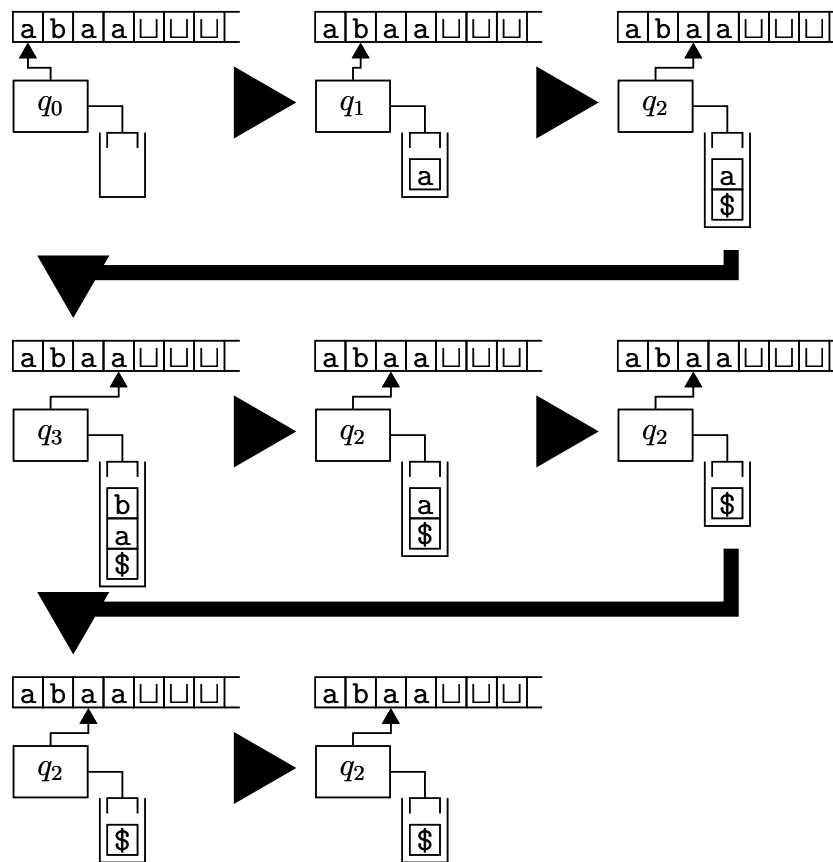 a b a a ⊔ ⊔ ⊔ a b a a ⊔ ⊔ ⊔ a b a a ⊔ ⊔ ⊔
q₀ q₁ q₂
a a
$
a b a a ⊔ ⊔ ⊔ a b a a ⊔ ⊔ ⊔ a b a a ⊔ ⊔ ⊔
q₃ q₂ q₂
b a $
a $
$
a b a a ⊔ ⊔ ⊔ a b a a ⊔ ⊔ ⊔
q₂ q₂
$ $